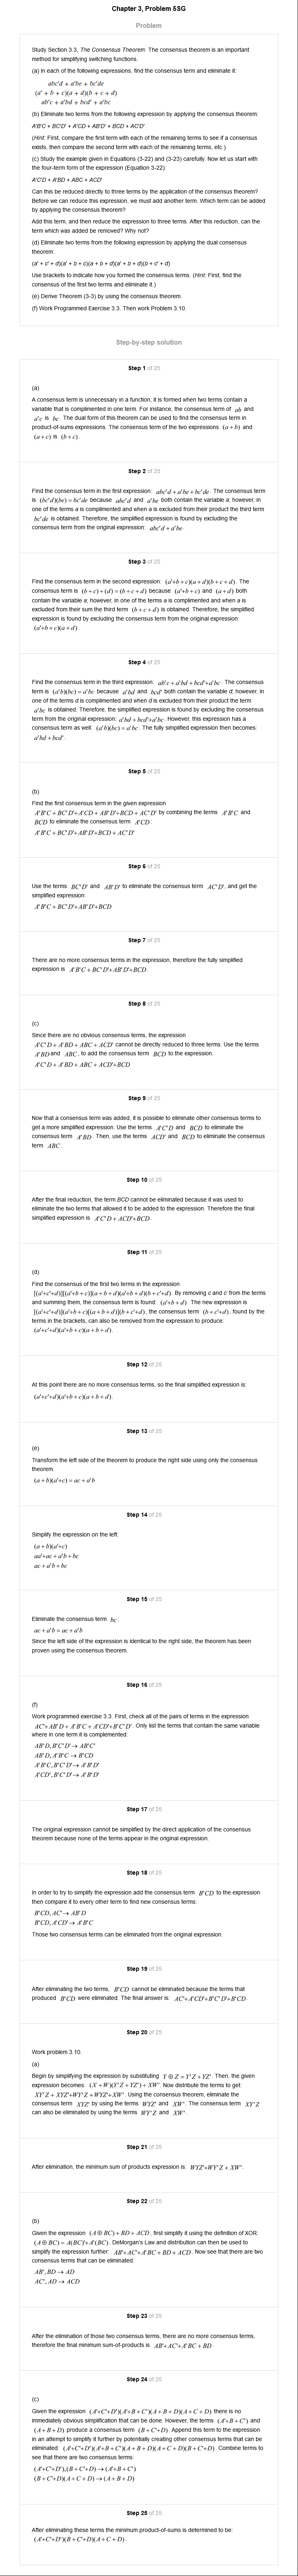 Chapter 3, Problem 5SG
Problem
Study Section 3.3, The Consensus Theorem. The consensus theorem is an important
method for simplifying switching functions.
(a) In each of the following expressions, find the consensus term and eliminate it:
abc'd + a'be + bc'de
(a' + b + c)(a + d)(b + c + d)
ab'c + a'bd + bcd' + a'bc
(b) Eliminate two terms from the following expression by applying the consensus theorem:
A'B'C + BC'D' + A'CD + AB'D' + BCD + AC'D'
(Hint: First, compare the first term with each of the remaining terms to see if a consensus
exists, then compare the second term with each of the remaining terms, etc.)
(c) Study the example given in Equations (3-22) and (3-23) carefully. Now let us start with
the four-term form of the expression (Equation 3-22):
A'C'D + A'BD + ABC + ACD'
Can this be reduced directly to three terms by the application of the consensus theorem?
Before we can reduce this expression, we must add another term. Which term can be added
by applying the consensus theorem?
Add this term, and then reduce the expression to three terms. After this reduction, can the
term which was added be removed? Why not?
(d) Eliminate two terms from the following expression by applying the dual consensus
theorem:
(a' + c' + d)(a' + b + c)(a + b + d)(a' + b + d)(b + c' + d)
Use brackets to indicate how you formed the consensus terms. (Hint: First, find the
consensus of the first two terms and eliminate it.)
(e) Derive Theorem (3-3) by using the consensus theorem.
(f) Work Programmed Exercise 3.3. Then work Problem 3.10.
Step-by-step solution
Step 1 of 25
(a)
A consensus term is unnecessary in a function; it is formed when two terms contain a
variable that is complimented in one term. For instance, the consensus term of ab and
a'c is bc. The dual form of this theorem can be used to find the consensus term in
product-of-sums expressions. The consensus term of the two expressions (a+b) and
(a+c) is (b+c).
Step 2 of 25
Find the consensus term in the first expression: abc'd + a'be + bc'de. The consensus term
is (bc'd)(be) = bc'de because abc'd and a'be both contain the variable a; however, in
one of the terms a is complimented and when a is excluded from their product the third term
bc'de is obtained. Therefore, the simplified expression is found by excluding the
consensus term from the original expression: abc'd + a'be.
Step 3 of 25
Find the consensus term in the second expression: (a'+b+c)(a+d)(b+c+d). The
consensus term is (b+c)+(d) = (b+c+d) because (a'+b+c) and (a+d) both
contain the variable a; however, in one of the terms a is complimented and when a is
excluded from their sum the third term (b+c+d) is obtained. Therefore, the simplified
expression is found by excluding the consensus term from the original expression:
(a'+b+c)(a+d).
Step 4 of 25
Find the consensus term in the third expression: ab'c + a'bd + bcd'+a'bc. The consensus
term is (a'b)(bc) = a'bc because a'bd and bcd' both contain the variable d; however, in
one of the terms d is complimented and when d is excluded from their product the term
a'bc is obtained. Therefore, the simplified expression is found by excluding the consensus
term from the original expression: a'bd + bcd'+a'bc. However, this expression has a
consensus term as well: (a'b)(bc) = a'bc. The fully simplified expression then becomes:
a'bd + bcd'.
Step 5 of 25
(b)
Find the first consensus term in the given expression
A'B'C + BC'D'+A'CD + AB'D'+BCD + AC'D' by combining the terms A'B'C and
BCD to eliminate the consensus term A'CD:
A'B'C + BC'D'+AB'D'+BCD + AC'D'
Step 6 of 25
Use the terms BC'D' and AB'D' to eliminate the consensus term AC'D', and get the
simplified expression:
A'B'C + BC'D'+AB'D'+BCD
Step 7 of 25
There are no more consensus terms in the expression, therefore the fully simplified
expression is A'B'C + BC'D'+AB'D'+BCD.
Step 8 of 25
(c)
Since there are no obvious consensus terms, the expression
A'C'D + A'BD + ABC + ACD' cannot be directly reduced to three terms. Use the terms
A'BD and ABC, to add the consensus term BCD to the expression.
A'C'D + A'BD + ABC + ACD'+BCD
Step 9 of 25
Now that a consensus term was added, it is possible to eliminate other consensus terms to
get a more simplified expression. Use the terms A'C'D and BCD to eliminate the
consensus term A'BD. Then, use the terms ACD' and BCD to eliminate the consensus
term ABC.
Step 10 of 25
After the final reduction, the term BCD cannot be eliminated because it was used to
eliminate the two terms that allowed it to be added to the expression. Therefore the final
simplified expression is A'C'D + ACD'+BCD.
Step 11 of 25
(d)
Find the consensus of the first two terms in the expression
[(a'+c'+d)][(a'+b+c)](a+b+d)(a'+b+d)(b+c'+d). By removing c and c' from the terms
and summing them, the consensus term is found: (a'+b+d). The new expression is
[(a'+c'+d)](a'+b+c)[(a+b+d)](b+c'+d), the consensus term (b+c'+d), found by the
terms in the brackets, can also be removed from the expression to produce:
(a'+c'+d)(a'+b+c)(a+b+d).
Step 12 of 25
At this point there are no more consensus terms, so the final simplified expression is:
(a'+c'+d)(a'+b+c)(a+b+d).
Step 13 of 25
(e)
Transform the left side of the theorem to produce the right side using only the consensus
theorem.
(a+b)(a'+c) = ac + a'b
Step 14 of 25
Simplify the expression on the left:
(a+b)(a'+c)
aa'+ac + a'b + bc
ac + a'b + bc
Step 15 of 25
Eliminate the consensus term bc:
ac + a'b = ac + a'b
Since the left side of the expression is identical to the right side, the theorem has been
proven using the consensus theorem.
Step 16 of 25
(f)
Work programmed exercise 3.3. First, check all of the pairs of terms in the expression
AC'+AB'D + A'B'C + A'CD'+B'C'D'. Only list the terms that contain the same variable
where in one term it is complemented:
AB'D, B'C'D' → AB'C'
AB'D, A'B'C → B'CD
A'B'C, B'C'D' → A'B'D'
A'CD', B'C'D' → A'B'D'
Step 17 of 25
The original expression cannot be simplified by the direct application of the consensus
theorem because none of the terms appear in the original expression.
Step 18 of 25
In order to try to simplify the expression add the consensus term B'CD to the expression
then compare it to every other term to find new consensus terms:
B'CD, AC' → AB'D
B'CD, A'CD' → A'B'C
Those two consensus terms can be eliminated from the original expression.
Step 19 of 25
After eliminating the two terms, B'CD cannot be eliminated because the terms that
produced B'CD were eliminated. The final answer is: AC'+A'CD'+B'C'D'+B'CD.
Step 20 of 25
Work problem 3.10.
(a)
Begin by simplifying the expression by substituting Y⊕Z = Y'Z + YZ'. Then, the given
expression becomes: (X+W)(Y'Z + YZ') + XW'. Now distribute the terms to get:
XY'Z + XYZ'+WY'Z + WYZ'+XW'. Using the consensus theorem, eliminate the
consensus term XYZ' by using the terms WYZ' and XW'. The consensus term XY'Z
can also be eliminated by using the terms WY'Z and XW'.
Step 21 of 25
After elimination, the minimum sum of products expression is: WYZ'+WY'Z + XW'.
Step 22 of 25
(b)
Given the expression (A⊕BC) + BD + ACD, first simplify it using the definition of XOR:
(A⊕BC) = A(BC)'+A'(BC). DeMorgan's Law and distribution can then be used to
simplify the expression further: AB'+AC'+A'BC + BD + ACD. Now see that there are two
consensus terms that can be eliminated:
AB', BD → AD
AC', AD → ACD
Step 23 of 25
After the elimination of those two consensus terms, there are no more consensus terms,
therefore the final minimum sum-of-products is AB'+AC'+A'BC + BD.
Step 24 of 25
(c)
Given the expression (A'+C'+D')(A'+B+C')(A+B+D)(A+C+D) there is no
immediately obvious simplification that can be done. However, the terms (A'+B+C') and
(A+B+D) produce a consensus term (B+C'+D). Append this term to the expression
in an attempt to simplify it further by potentially creating other consensus terms that can be
eliminated: (A'+C'+D')(A'+B+C')(A+B+D)(A+C+D)(B+C'+D). Combine terms to
see that there are two consensus terms:
(A'+C'+D'),(B+C'+D) → (A'+B+C')
(B+C'+D)(A+C+D) → (A+B+D)
Step 25 of 25
After eliminating these terms the minimum product-of-sums is determined to be:
(A'+C'+D')(B+C'+D)(A+C+D).